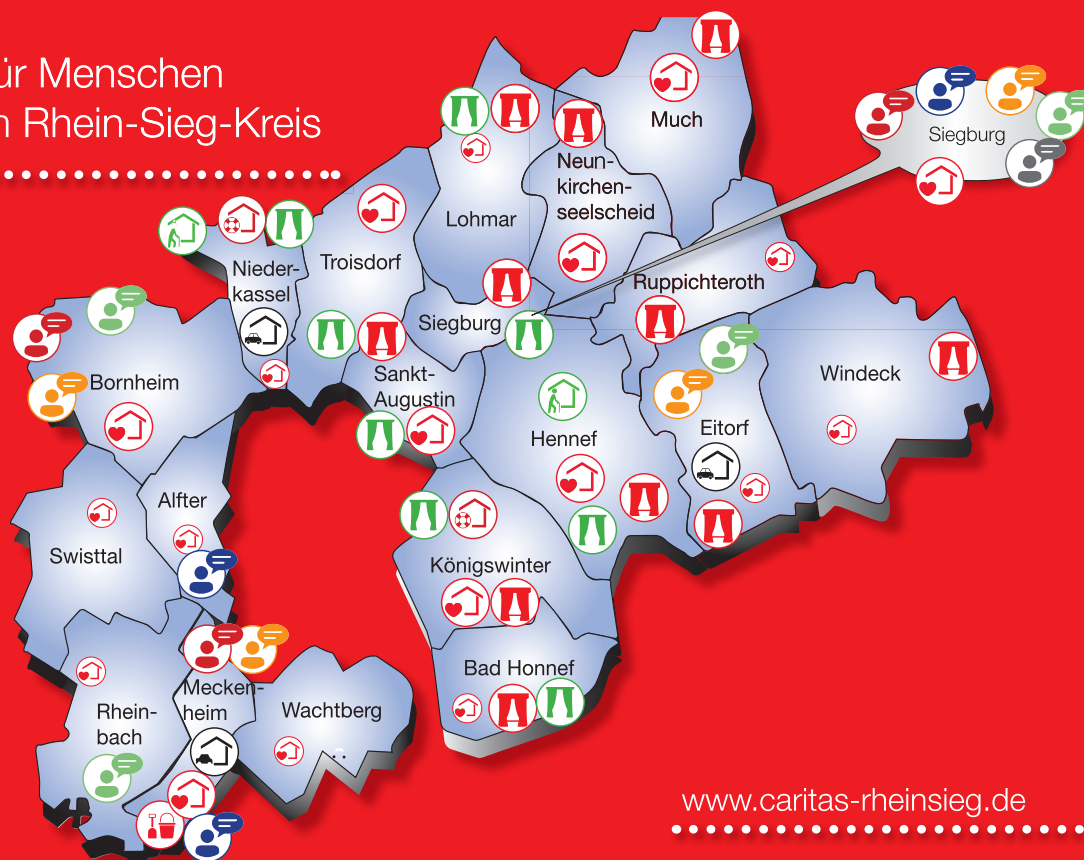 ür Menschen
n Rhein-Sieg-Kreis
Much
Siegburg
Neun-
kirchen-
seelscheid
Lohmar
Troisdorf
Nieder-
kassel
Ruppichteroth
Siegburg
Sankt-
Augustin
Windeck
Bornheim
Eitorf
Hennef
Alfter
Swisttal
Königswinter
Bad Honnef
Mecken-
heim
Wachtberg
Rhein-
bach
www.caritas-rheinsieg.de